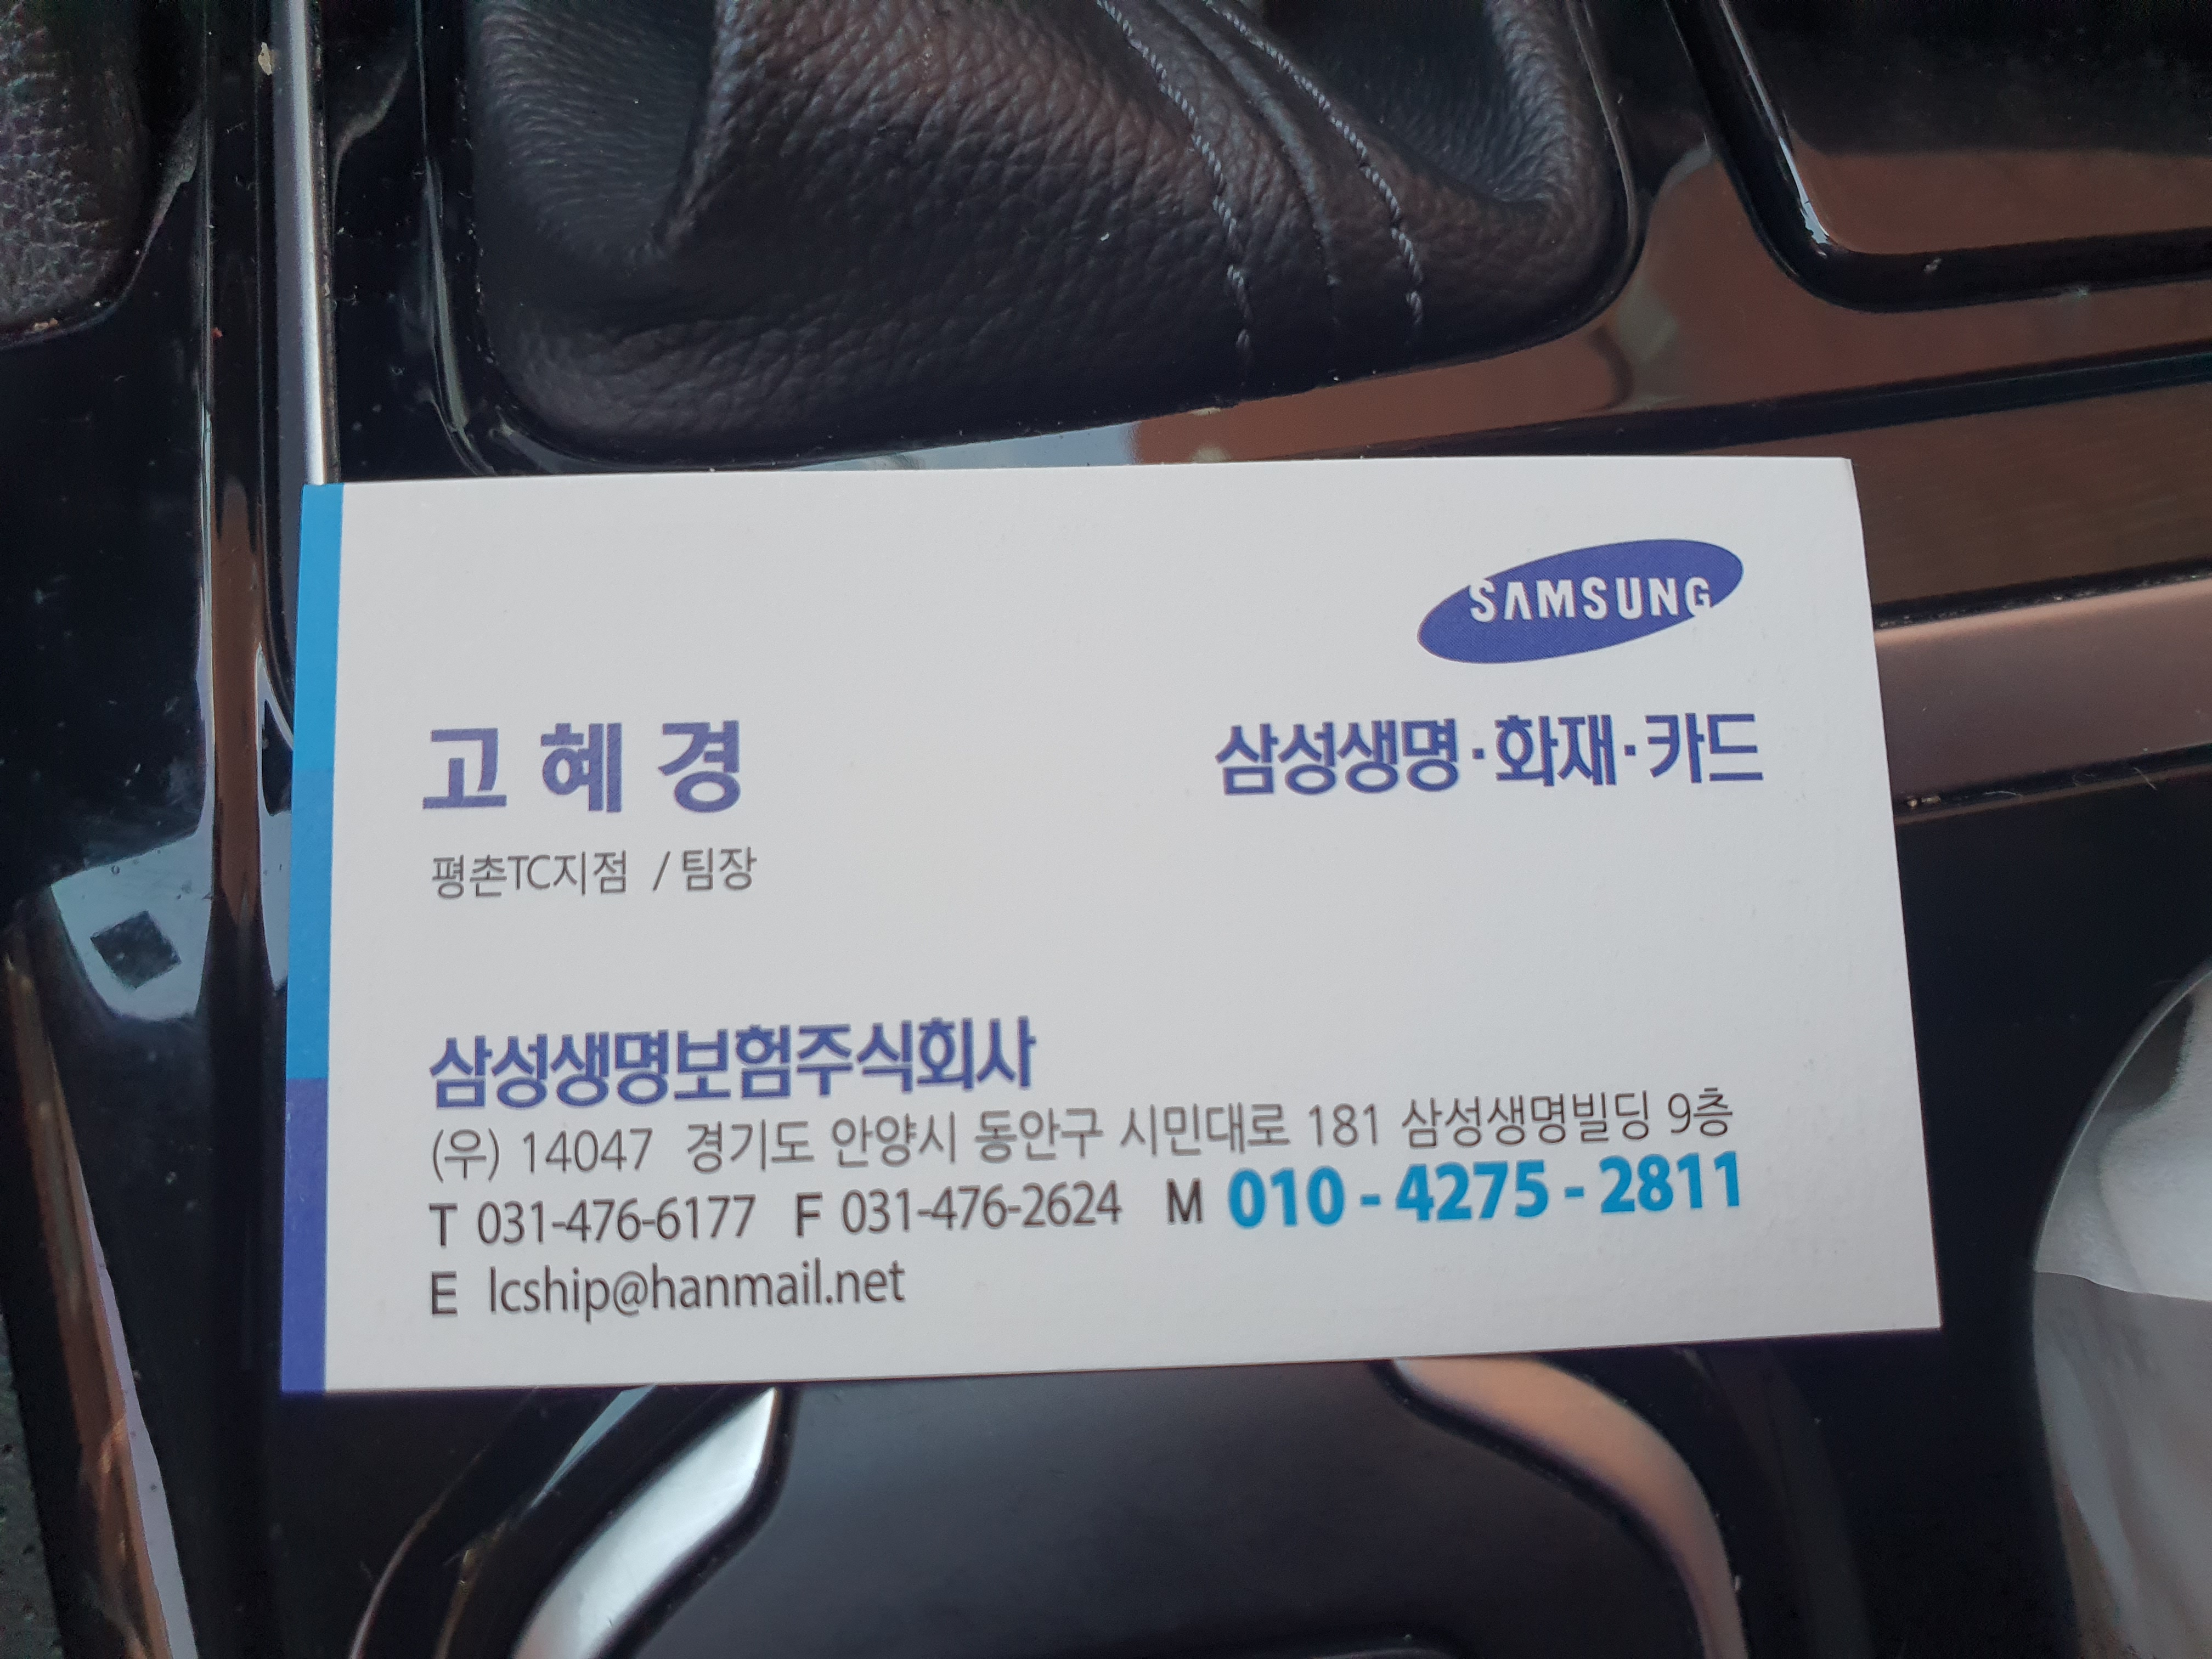 SAMSUNG
삼성생명·화재·카드
고혜경
평촌TC지점 / 팀장
삼성생명보험주식회사
(우) 14047 경기도 안양시 동안구 시민대로 181 삼성생명빌딩 9층
T 031-476-6177 F 031-476-2624 M 010 - 4275 - 2811
E lcship@hanmail.net